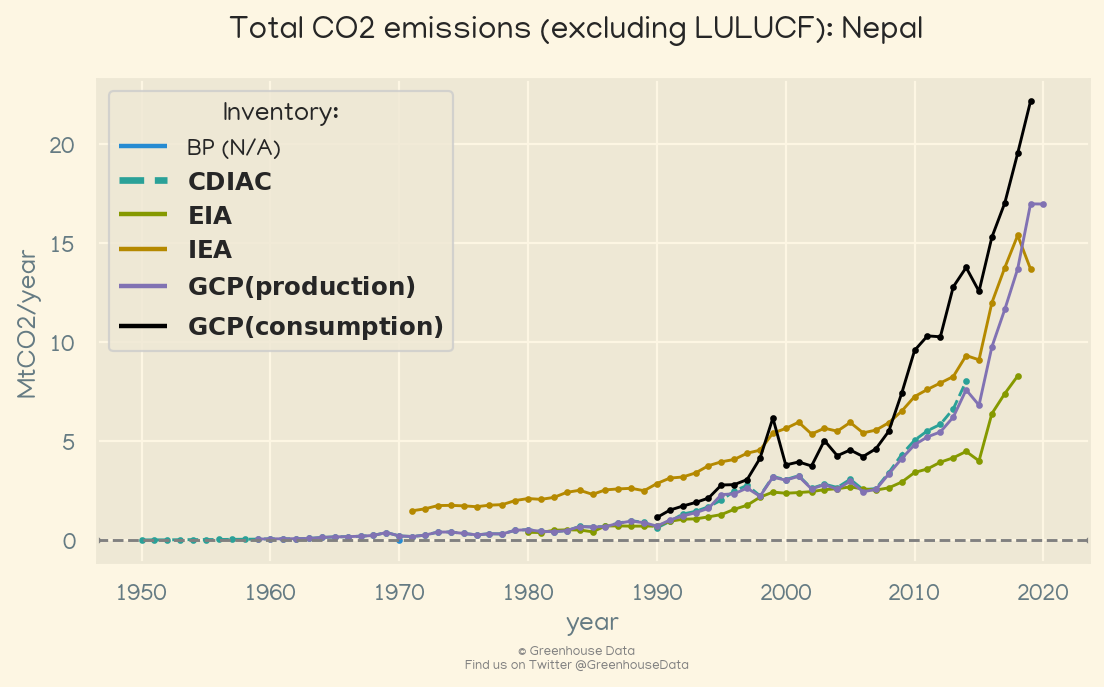 Total CO2 emissions (excluding LULUCF): Nepal
Inventory:
BP (N/A)
CDIAC
EIA
IEA
GCP(production)
GCP(consumption)
MtCO2/year
20
15
10
5
0
1950 1960 1970 1980 1990 2000 2010 2020
year
© Greenhouse Data
Find us on Twitter @GreenhouseData